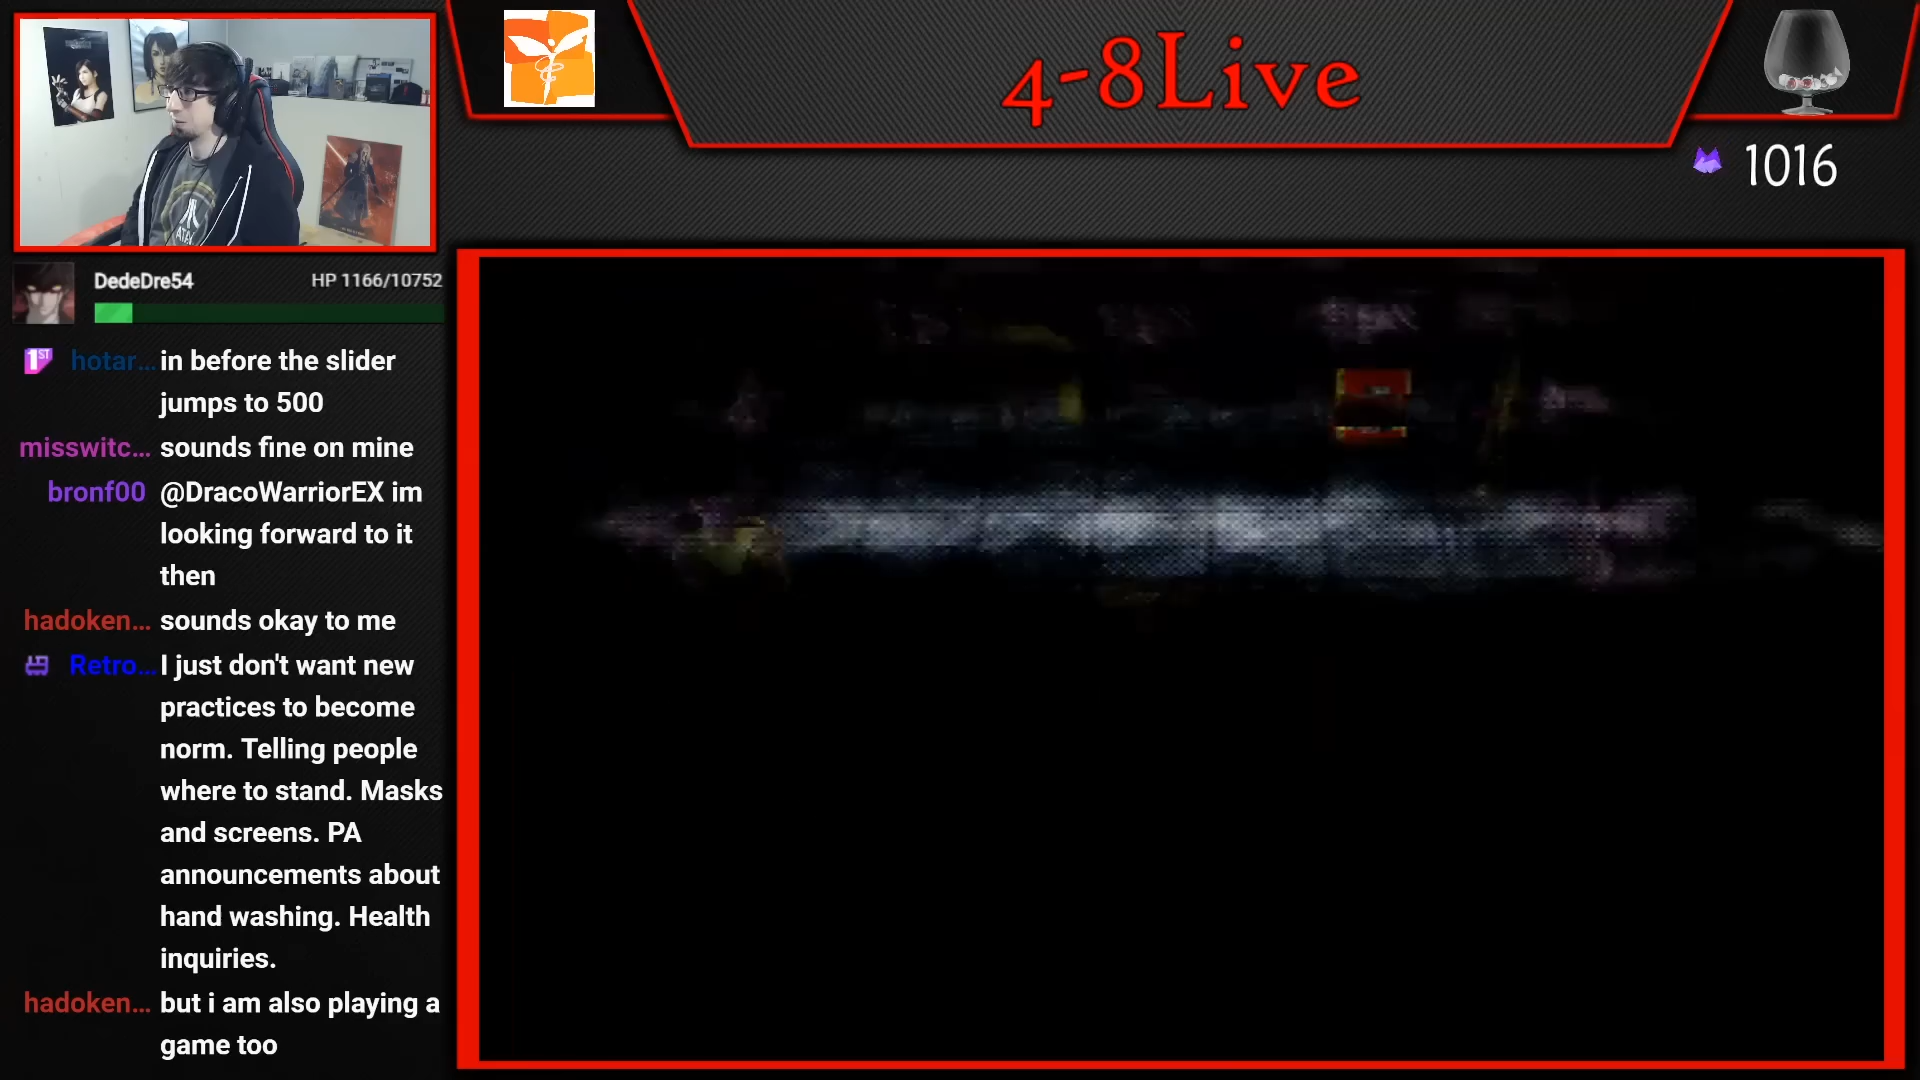 4-8Live
1016
ATARI
DedeDre54 HP 1166/10752
1ST hotar... in before the slider
jumps to 500
misswitc... sounds fine on mine
bronf00 @DracoWarriorEX im
looking forward to it
then
hadoken... sounds okay to me
Retro... I just don't want new
practices to become
norm. Telling people
where to stand. Masks
and screens. PA
announcements about
hand washing. Health
inquiries.
hadoken... but i am also playing a
game too